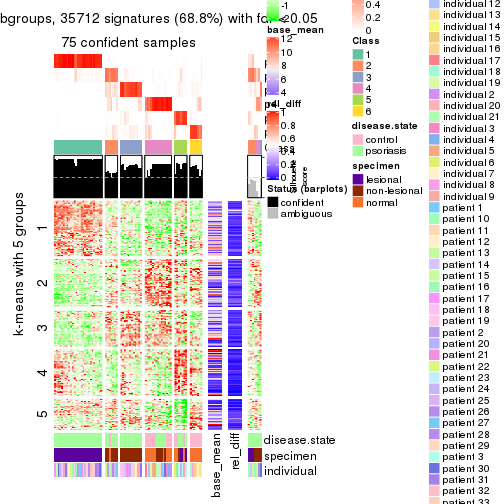 bgroups, 35712 signatures (68.8%) with fdr <0.05
75 confident samples
k-means with 5 groups
1
2
3
4
5
disease.state
specimen
individual
base_mean
rel_diff
-1
-2
base_mean
12
10
8
6
4
rel_diff
1
0.8
0.6
0.4
0.2
0
score
Status (barplots)
confident
ambiguous
0.4
0.2
0
Class
1
2
3
4
5
6
disease.state
control
psoriasis
specimen
lesional
non-lesional
normal
individual 12
individual 13
individual 14
individual 15
individual 16
individual 17
individual 18
individual 19
individual 2
individual 20
individual 21
individual 3
individual 4
individual 5
individual 6
individual 7
individual 8
individual 9
patient 1
patient 10
patient 11
patient 12
patient 13
patient 14
patient 15
patient 16
patient 17
patient 18
patient 19
patient 2
patient 20
patient 21
patient 22
patient 23
patient 24
patient 25
patient 26
patient 27
patient 28
patient 29
patient 3
patient 30
patient 31
patient 32
patient 33